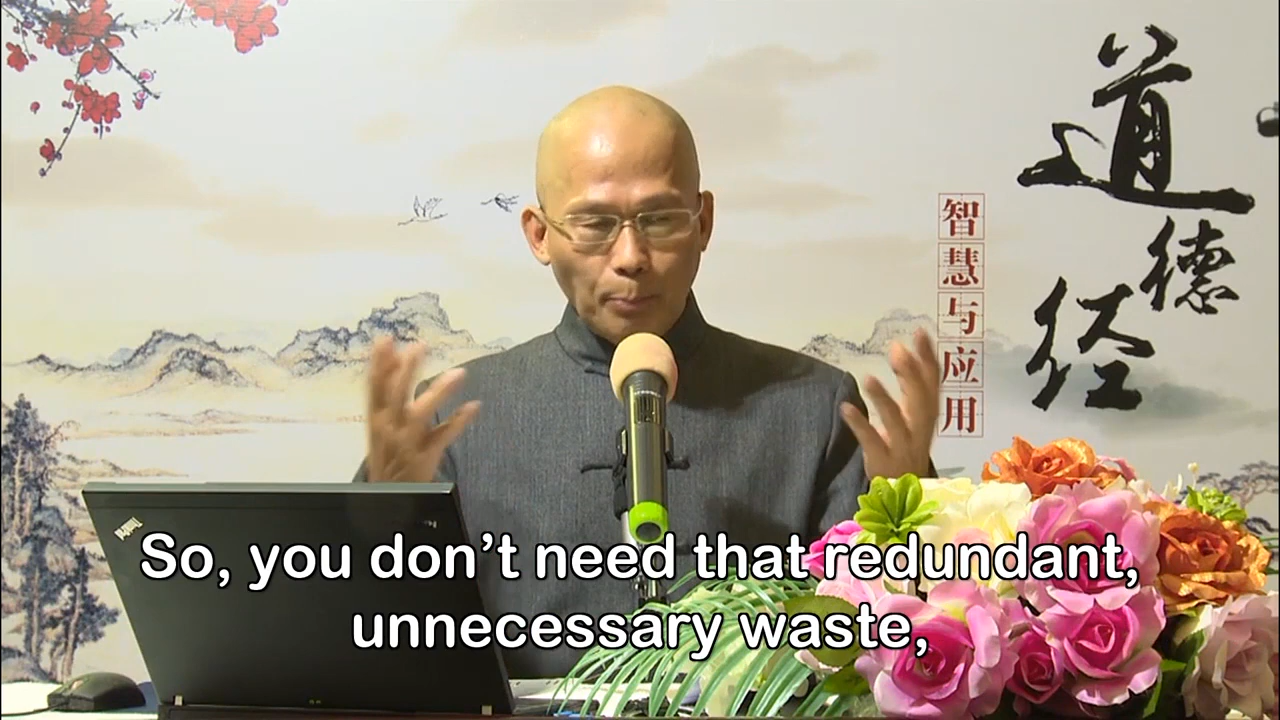 道德经
智慧与应用
So, you don't need that redundant,
unnecessary waste,